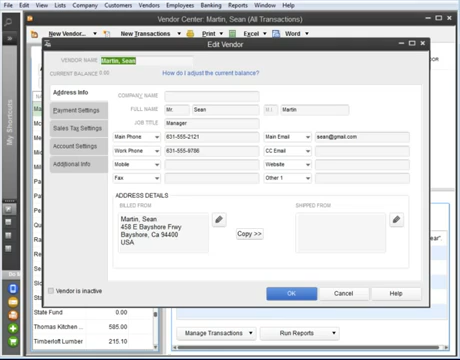 File Edit View Lists Company Customers Vendors Employees Banking Reports Window Help
Vendor Center: Martin, Sean (All Transactions)
New Vendor... New Transactions Print Excel Word
My Shortcuts
Edit Vendor
VENDOR NAME Martin, Sean
CURRENT BALANCE 0.00 How do I adjust the current balance?
Address Info
Payment Settings
Sales Tax Settings
Account Settings
Additional Info
COMPANY NAME
FULL NAME Mr. Sean M.I. Martin
JOB TITLE Manager
Main Phone 631-555-2121 Main Email sean@gmail.com
Work Phone 631-555-9786 CC Email
Mobile Website
Fax Other 1
ADDRESS DETAILS
BILLED FROM SHIPPED FROM
Martin, Sean
458 E Bayshore Frwy
Bayshore, Ca 94400
USA
Copy >>
Vendor is inactive
OK Cancel Help
State Fund 0.00
Thomas Kitchen ... 585.00
Timberloft Lumber 215.10
Manage Transactions Run Reports